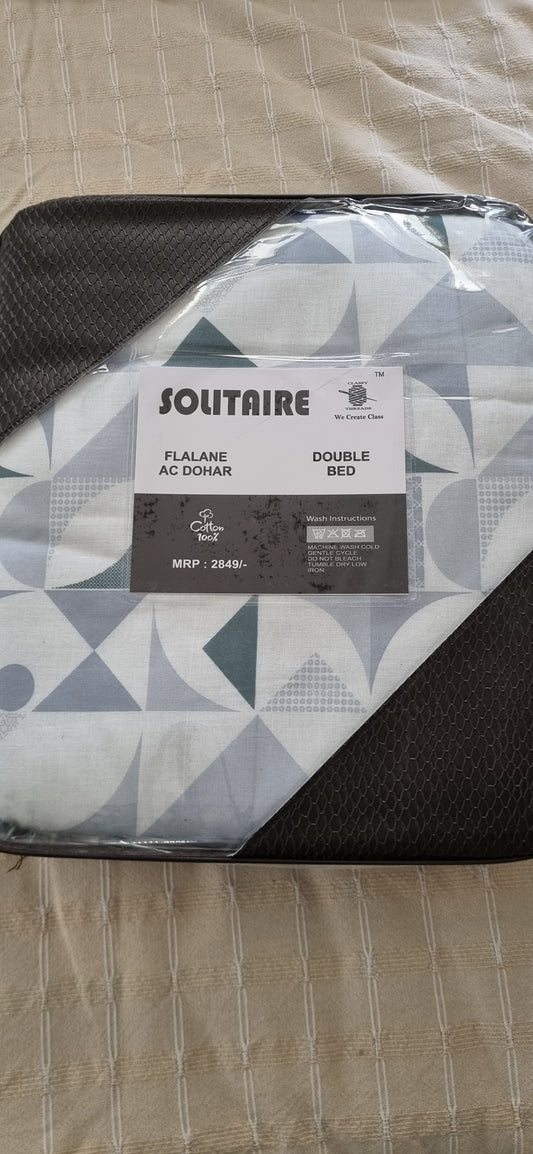 TM
SOLITAIRE
CLASSY
THREADS
We Create Class
FLALANE
AC DOHAR
DOUBLE
BED
Cotton
100%
MRP : 2849/-
Wash Instructions
MACHINE WASH COLD
GENTLE CYCLE
DO NOT BLEACH
TUMBLE DRY LOW
IRON